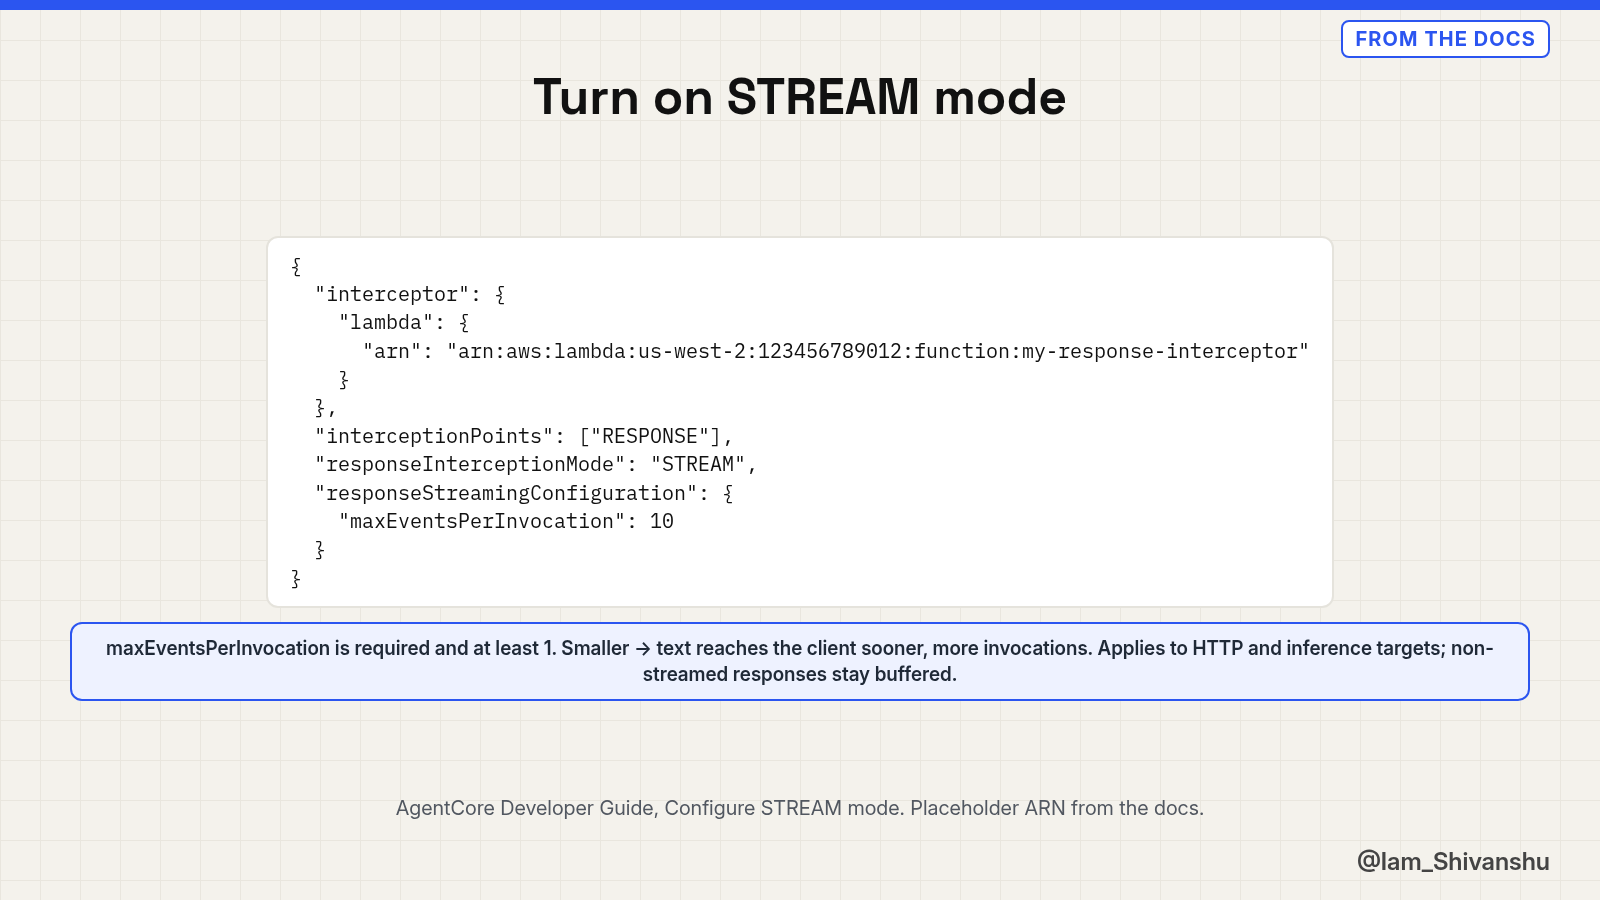 FROM THE DOCS
Turn on STREAM mode
{
  "interceptor": {
    "lambda": {
      "arn": "arn:aws:lambda:us-west-2:123456789012:function:my-response-interceptor"
    }
  },
  "interceptionPoints": ["RESPONSE"],
  "responseInterceptionMode": "STREAM",
  "responseStreamingConfiguration": {
    "maxEventsPerInvocation": 10
  }
}
maxEventsPerInvocation is required and at least 1. Smaller → text reaches the client sooner, more invocations. Applies to HTTP and inference targets; non-
streamed responses stay buffered.
AgentCore Developer Guide, Configure STREAM mode. Placeholder ARN from the docs.
@Iam_Shivanshu